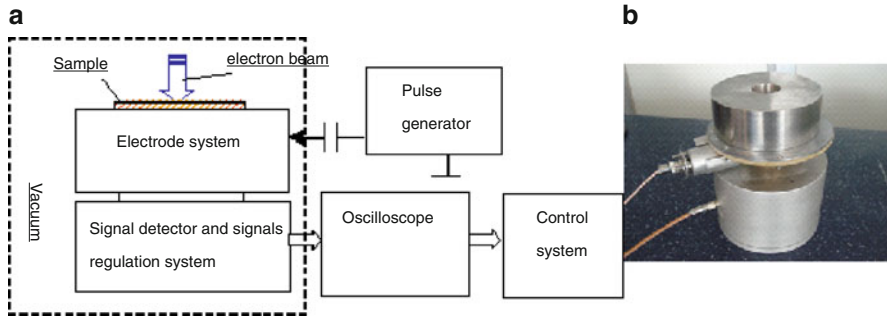 a
b
Sample
electron beam
Pulse
generator
Electrode system
Vacuum
Signal detector and signals
regulation system
Oscilloscope
Control
system